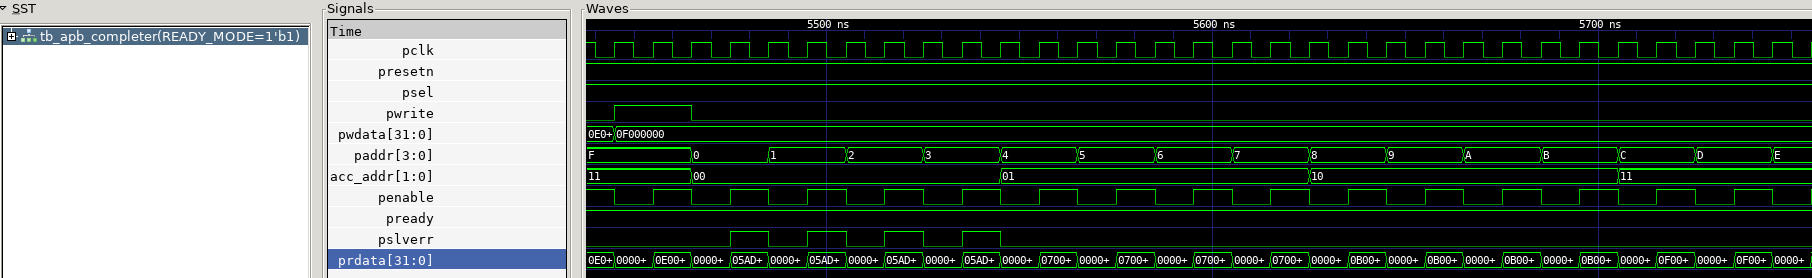 SST
Signals
Waves
tb_apb_completer(READY_MODE=1'b1)
Time
5500 ns 5600 ns 5700 ns
pclk
presetn
psel
pwrite
pwdata[31:0] 0E0+ 0F000000
paddr[3:0] F 0 1 2 3 4 5 6 7 8 9 A B C D E
acc_addr[1:0] 11 00 01 10 11
penable
pready
pslverr
prdata[31:0] 0E0+ 0000+ 0E00+ 0000+ 05AD+ 0000+ 05AD+ 0000+ 05AD+ 0000+ 05AD+ 0000+ 0700+ 0000+ 0700+ 0000+ 0700+ 0000+ 0700+ 0000+ 0B00+ 0000+ 0B00+ 0000+ 0B00+ 0000+ 0B00+ 0000+ 0F00+ 0000+ 0F00+ 0000+